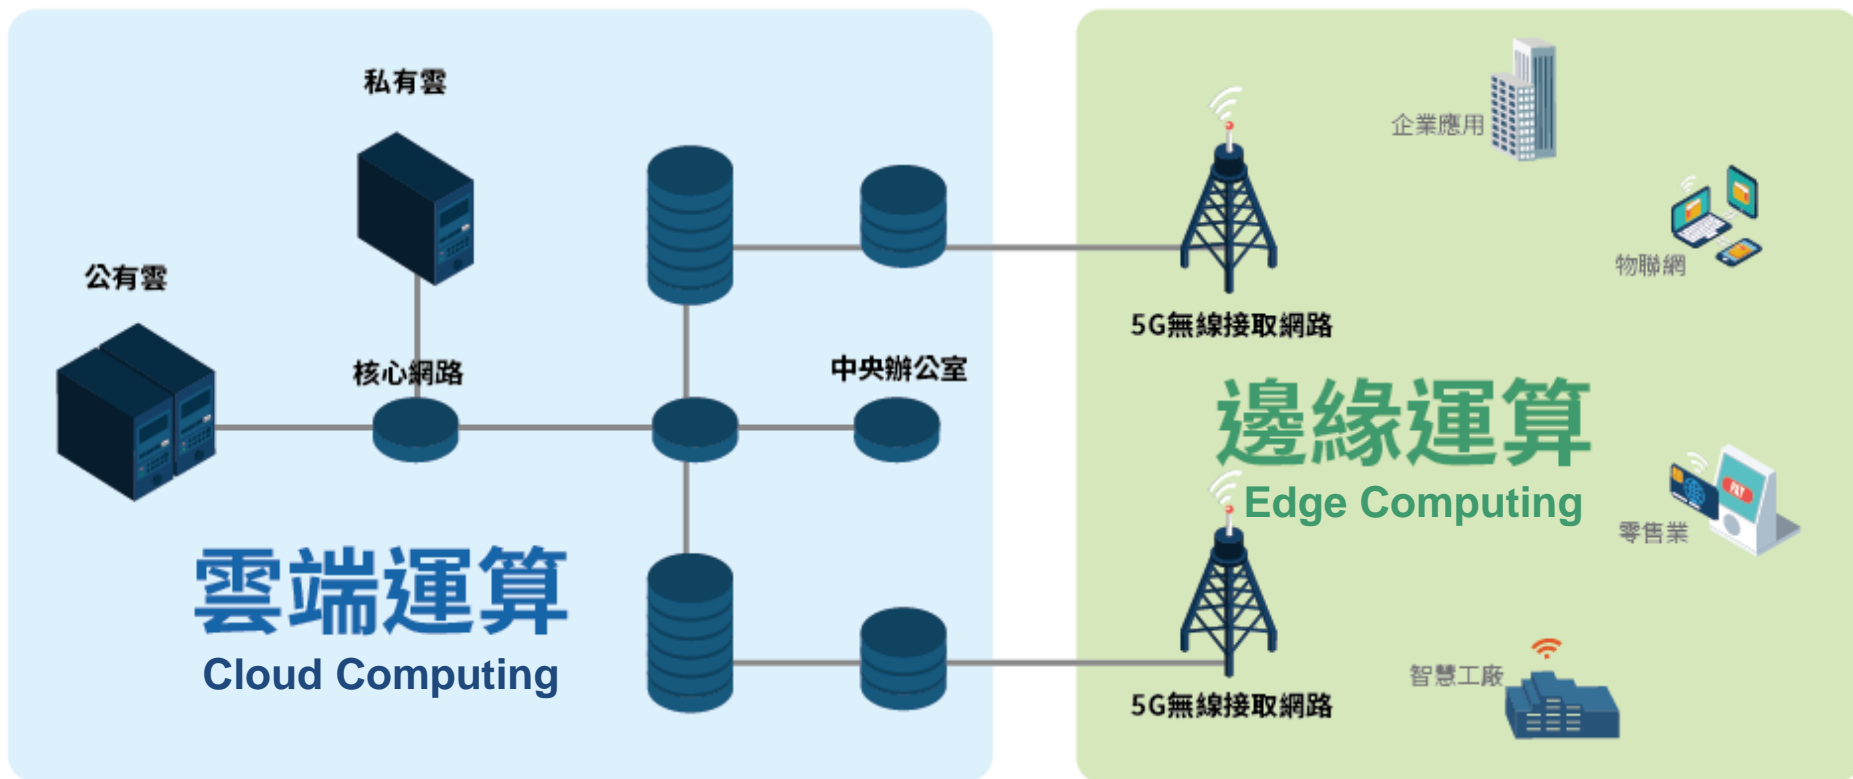 私有雲
公有雲
核心網路
中央辦公室
雲端運算
Cloud Computing
企業應用
物聯網
5G無線接取網路
邊緣運算
Edge Computing
PAY
零售業
智慧工廠
5G無線接取網路